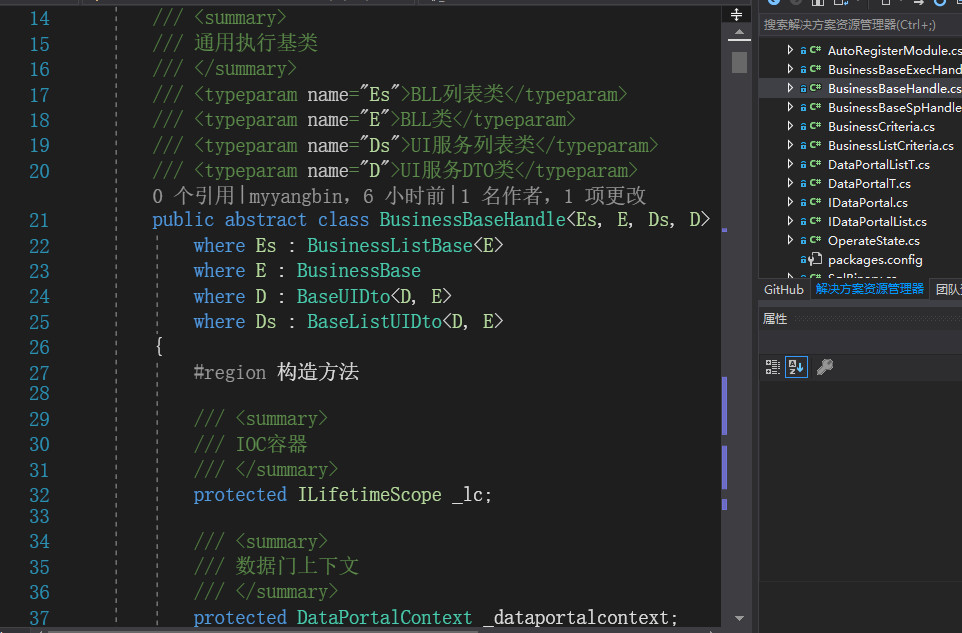 14 /// <summary>
15 /// 通用执行基类
16 /// </summary>
17 /// <typeparam name="Es">BLL列表类</typeparam>
18 /// <typeparam name="E">BLL类</typeparam>
19 /// <typeparam name="Ds">UI服务列表类</typeparam>
20 /// <typeparam name="D">UI服务DTO类</typeparam>
0 个引用|myyangbin, 6 小时前|1 名作者, 1 项更改
21 public abstract class BusinessBaseHandle<Es, E, Ds, D>
22 where Es : BusinessListBase<E>
23 where E : BusinessBase
24 where D : BaseUIDto<D, E>
25 where Ds : BaseListUIDto<D, E>
26 {
27 #region 构造方法
28
29 /// <summary>
30 /// IOC容器
31 /// </summary>
32 protected ILifetimeScope _lc;
33
34 /// <summary>
35 /// 数据门上下文
36 /// </summary>
37 protected DataPortalContext _dataportalcontext;
搜索解决方案资源管理器(Ctrl+;)
C# AutoRegisterModule.cs
C# BusinessBaseExecHand
C# BusinessBaseHandle.cs
C# BusinessBaseSpHandle
C# BusinessCriteria.cs
C# BusinessListCriteria.cs
C# DataPortalListT.cs
C# DataPortalT.cs
C# IDataPortal.cs
C# IDataPortalList.cs
C# OperateState.cs
packages.config
GitHub 解决方案资源管理器 团队
属性